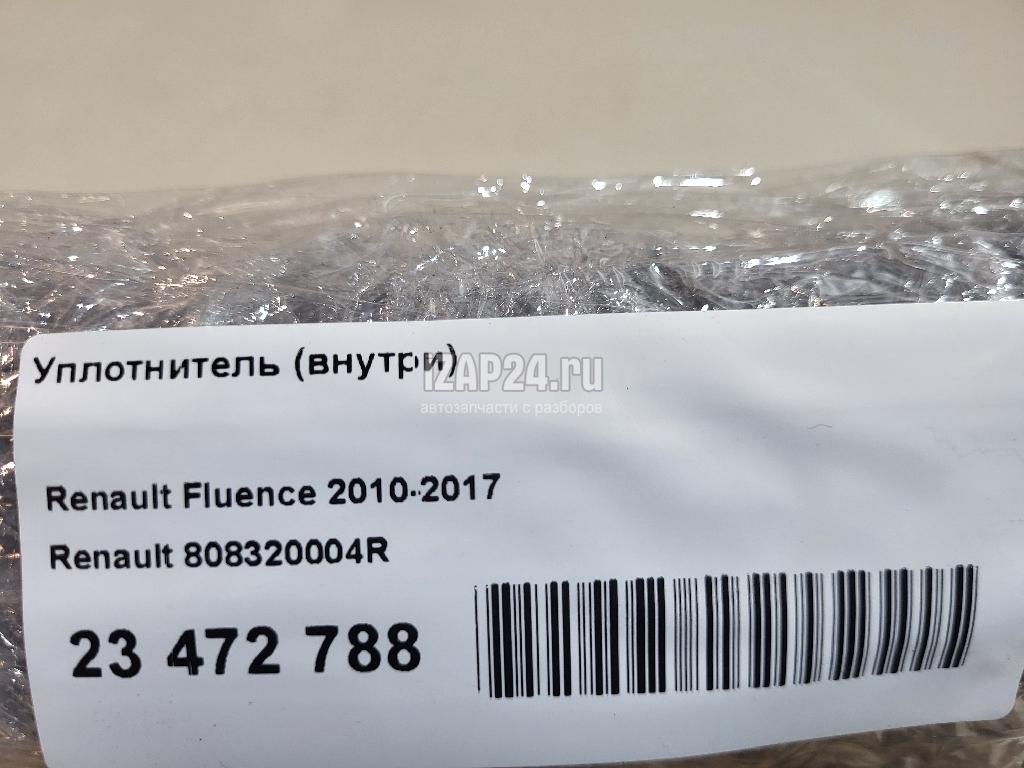 Уплотнитель (внутри)
IZAP24.ru
автозапчасти с разборов
Renault Fluence 2010-2017
Renault 808320004R
23 472 788